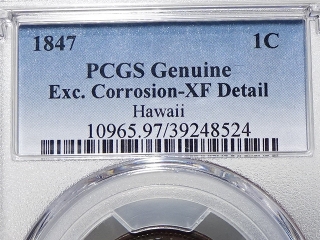 1847 1C
PCGS Genuine
Exc. Corrosion-XF Detail
Hawaii
10965.97/39248524